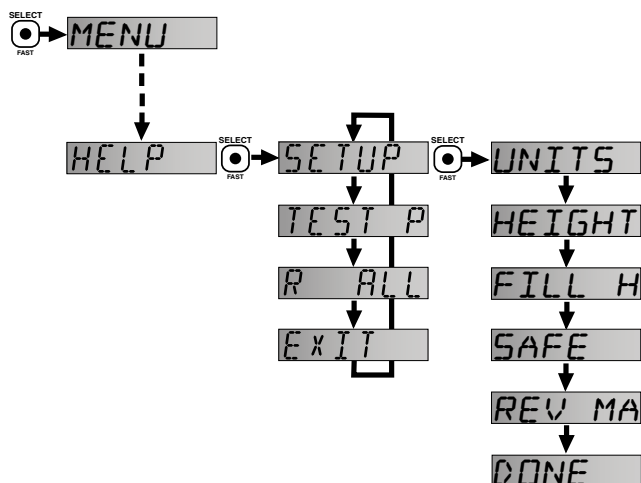 SELECT
FAST
MENU
HELP
SELECT
FAST
SETUP
SELECT
FAST
UNITS
TEST P
HEIGHT
R ALL
FILL H
EXIT
SAFE
REV MA
DONE